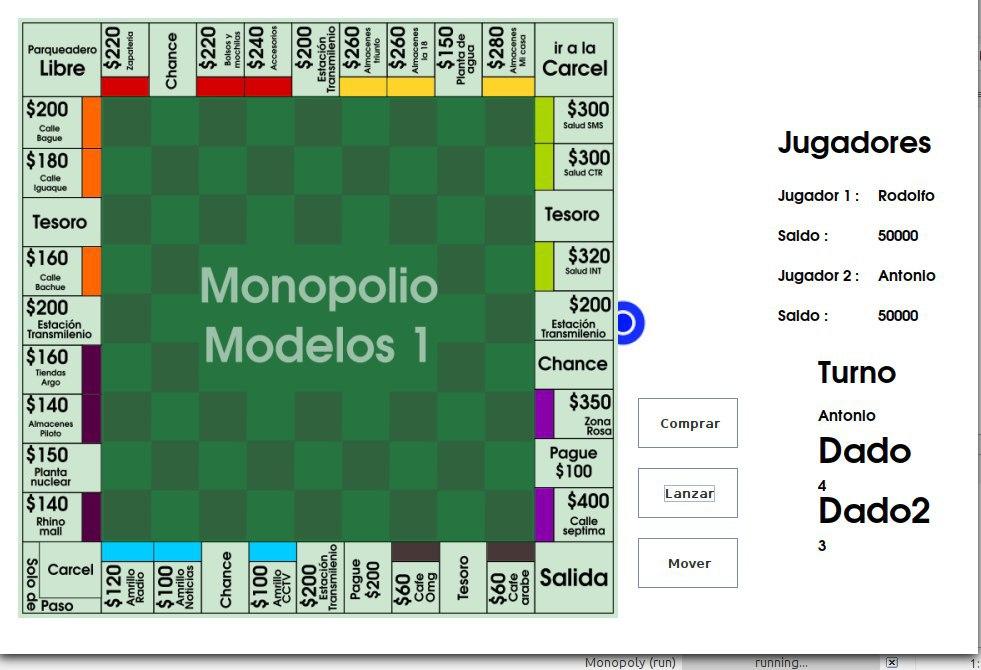 Parqueadero
Libre
$220
Zapateria
Chance
$220
Bolsos y
mochilas
$240
Accesorios
$200
Estación
Transmilenio
$260
Almacenes
triunfo
$260
Almacenes
la 18
$150
Planta de
agua
$280
Almacenes
Mi casa
ir a la
Carcel
$200
Calle
Bague
$180
Calle
Iguaque
Tesoro
$160
Calle
Bachue
$200
Estación
Transmilenio
$160
Tiendas
Argo
$140
Almacenes
Piloto
$150
Planta
nuclear
$140
Rhino
mall
Monopolio
Modelos 1
$300
Salud SMS
$300
Salud CTR
Tesoro
$320
Salud INT
$200
Estación
Transmilenio
Chance
$350
Zona
Rosa
Pague
$100
$400
Calle
septima
Solo de
Paso
Carcel
$120
Amrillo
Radio
$100
Amrillo
Noticias
Chance
$100
Amrillo
CCTV
$200
Estación
Transmilenio
Pague
$200
$60
Cafe
Omg
Tesoro
$60
Cafe
arabe
Salida
Jugadores
Jugador 1 : Rodolfo
Saldo : 50000
Jugador 2 : Antonio
Saldo : 50000
Turno
Antonio
Dado
4
Dado2
3
Comprar
Lanzar
Mover
Monopoly (run) running... 1: